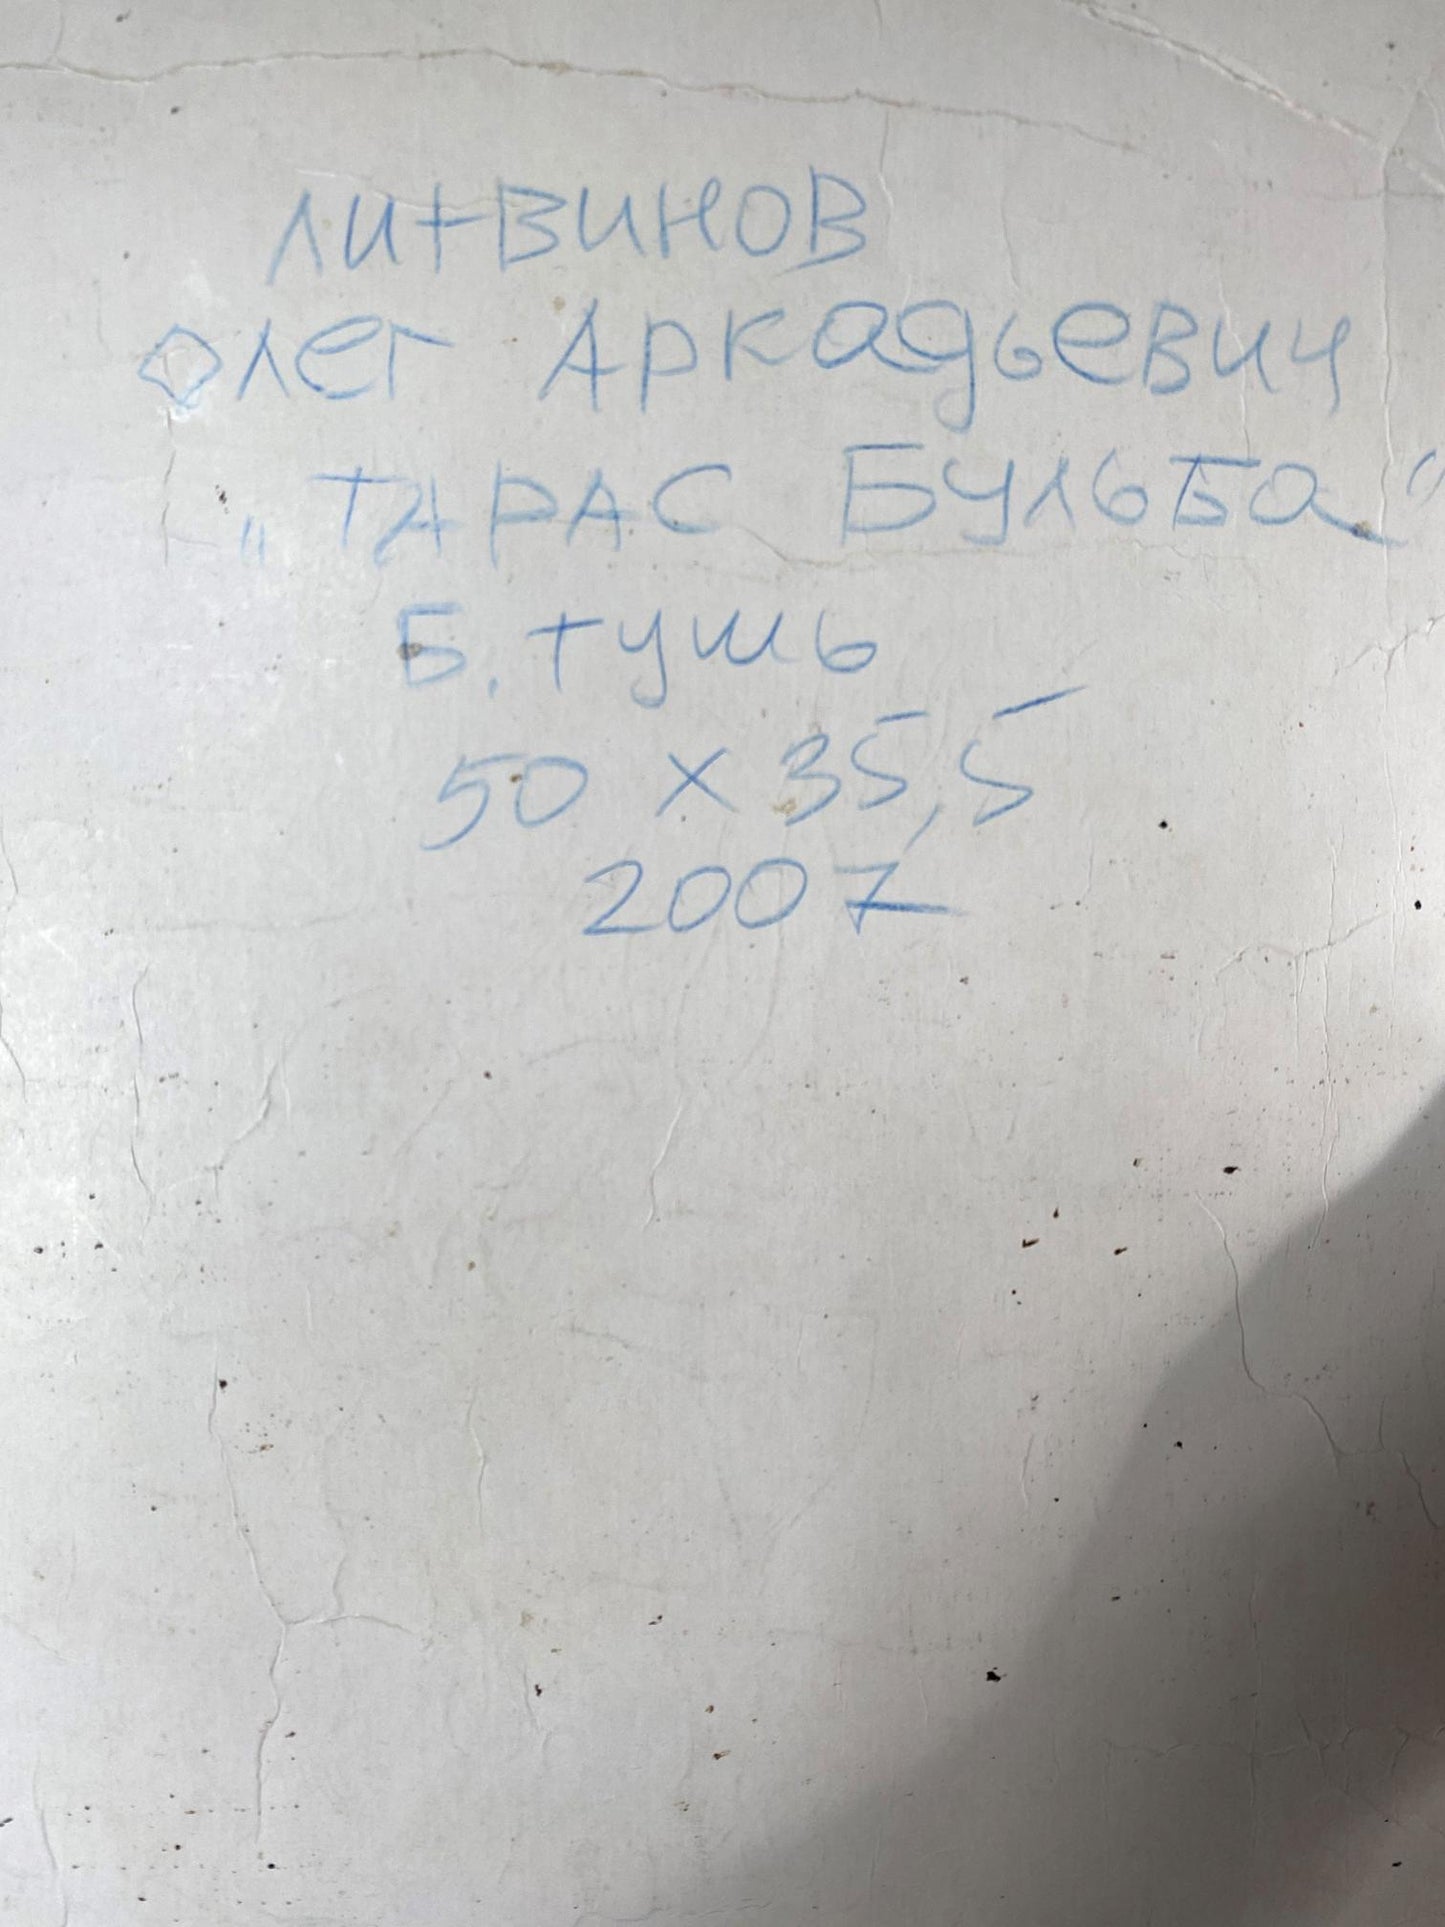 ЛИТВИНОВ
Олег Аркадьевич
„ТАРАС БУЛЬБа“
Б. тушь
50 × 35,5
2007